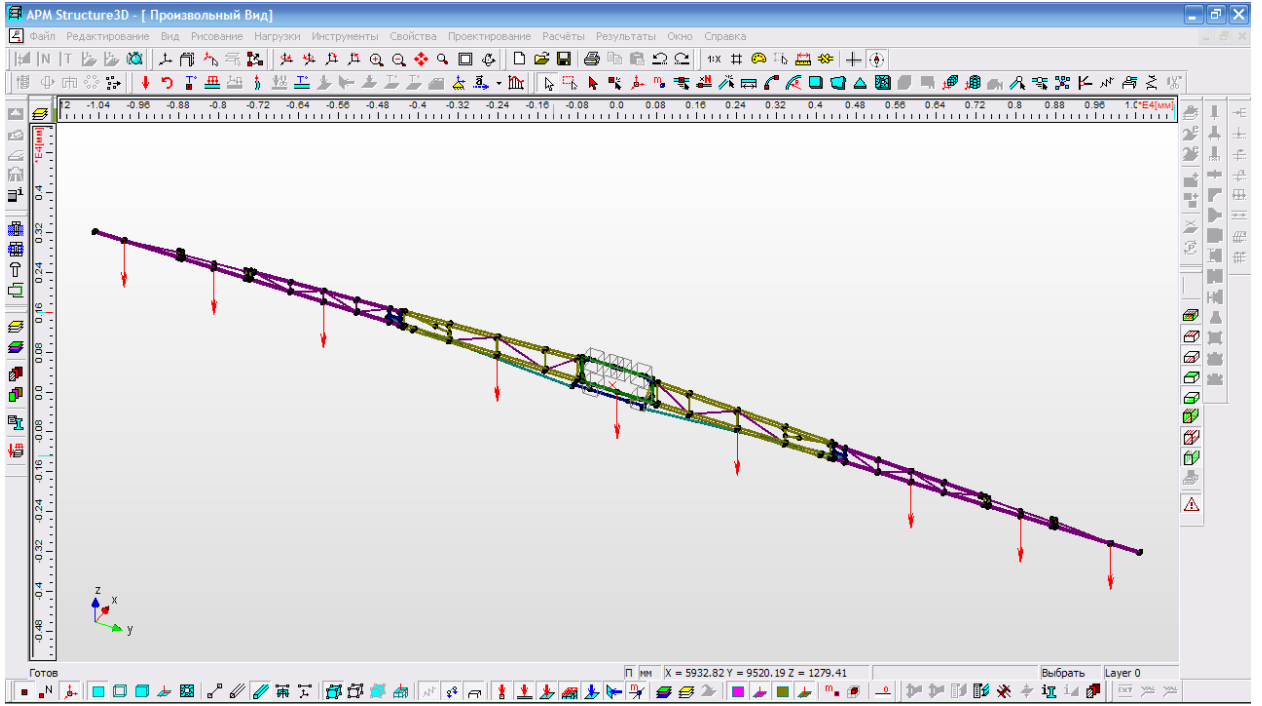 APM Structure3D - [ Произвольный Вид]
Файл Редактирование Вид Рисование Нагрузки Инструменты Свойства Проектирование Расчёты Результаты Окно Справка
12 -1.04 -0.96 -0.88 -0.8 -0.72 -0.64 -0.56 -0.48 -0.4 -0.32 -0.24 -0.16 -0.08 0.0 0.08 0.16 0.24 0.32 0.4 0.48 0.56 0.64 0.72 0.8 0.88 0.96 1.0 *E4[мм]
*E4[мм]
0.4
0.32
0.24
0.16
0.08
0.0
-0.08
-0.16
-0.24
-0.32
-0.4
-0.48
z
x
y
Готов П мм X = 5932.82 Y = 9520.19 Z = 1279.41 Выбрать Layer 0